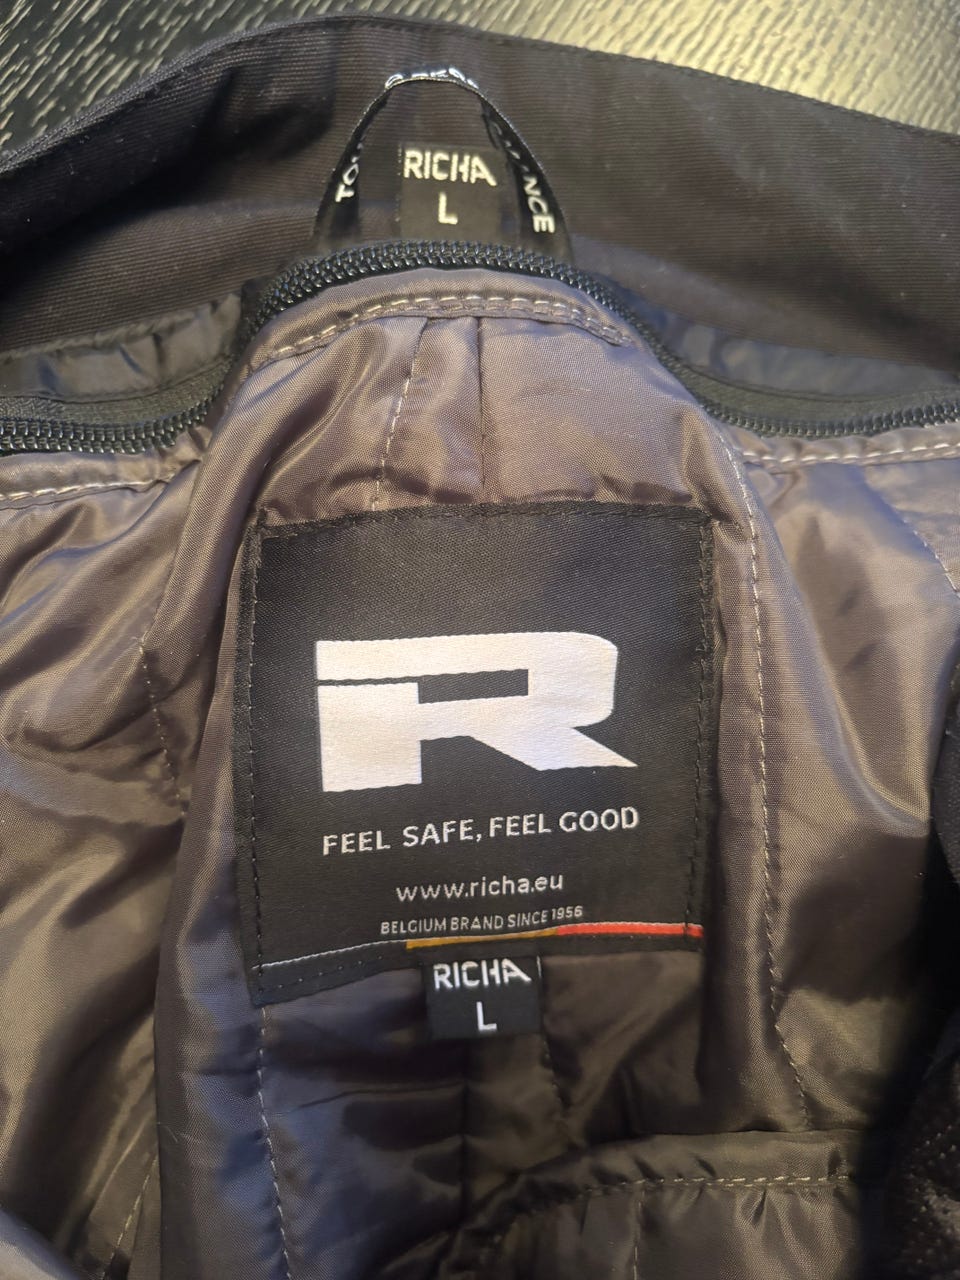 RICHA
L
R
FEEL SAFE, FEEL GOOD
www.richa.eu
BELGIUM BRAND SINCE 1956
RICHA
L